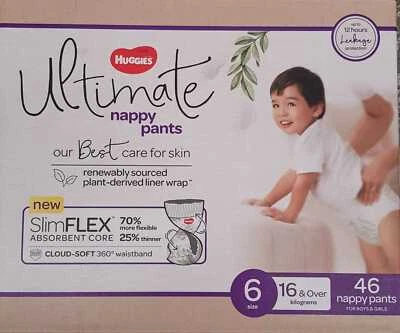 HUGGIES
up to
12 hours
Leakage
protection
Ultimate
nappy
pants
our Best care for skin
renewably sourced
plant-derived liner wrap™
new
SlimFLEX™
ABSORBENT CORE
70%
more flexible
25% thinner
CLOUD-SOFT 360° waistband
6
size
16 & Over
kilograms
46
nappy pants
FOR BOYS & GIRLS